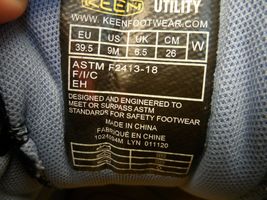 KEEN UTILITY
WWW.KEENFOOTWEAR.COM
EU US UK CM W
39.5 9M 6.5 26
ASTM F2413-18
F/I/C
EH
DESIGNED AND ENGINEERED TO
MEET OR SURPASS ASTM
STANDARDS FOR SAFETY FOOTWEAR
MADE IN CHINA
FABRIQUÉ EN CHINE
LYN 011120